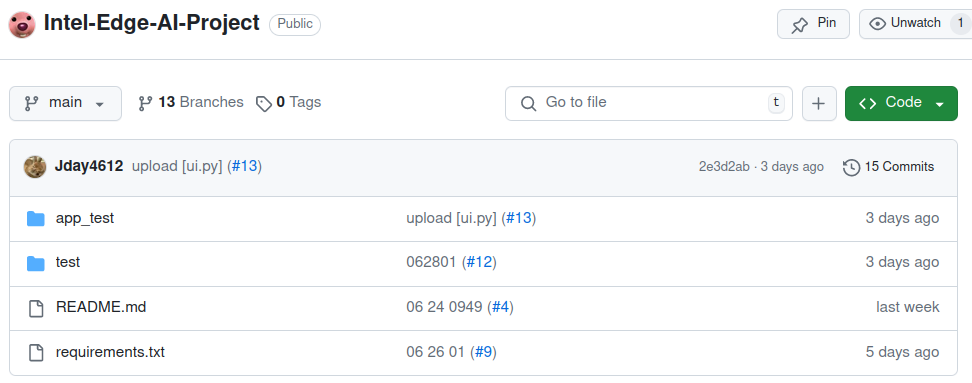 Intel-Edge-AI-Project Public Pin Unwatch 1
main 13 Branches 0 Tags Go to file t Code
Jday4612 upload [ui.py] (#13) 2e3d2ab · 3 days ago 15 Commits
app_test upload [ui.py] (#13) 3 days ago
test 062801 (#12) 3 days ago
README.md 06 24 0949 (#4) last week
requirements.txt 06 26 01 (#9) 5 days ago